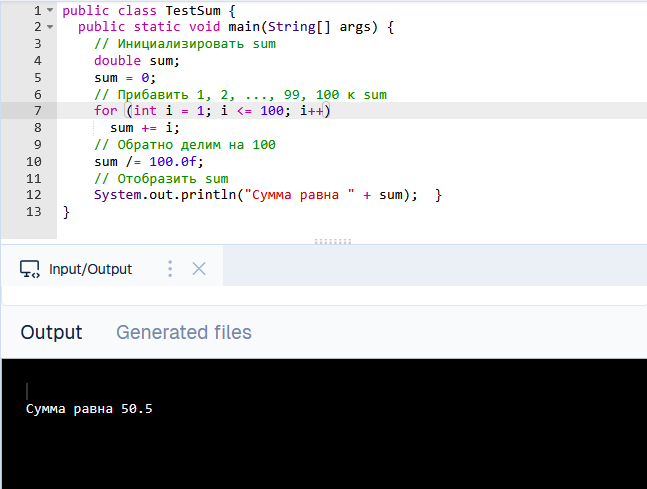 1 public class TestSum {
2 public static void main(String[] args) {
3 // Инициализировать sum
4 double sum;
5 sum = 0;
6 // Прибавить 1, 2, ..., 99, 100 к sum
7 for (int i = 1; i <= 100; i++)
8 sum += i;
9 // Обратно делим на 100
10 sum /= 100.0f;
11 // Отобразить sum
12 System.out.println("Сумма равна " + sum);  }
13 }
Input/Output
Output Generated files
Сумма равна 50.5